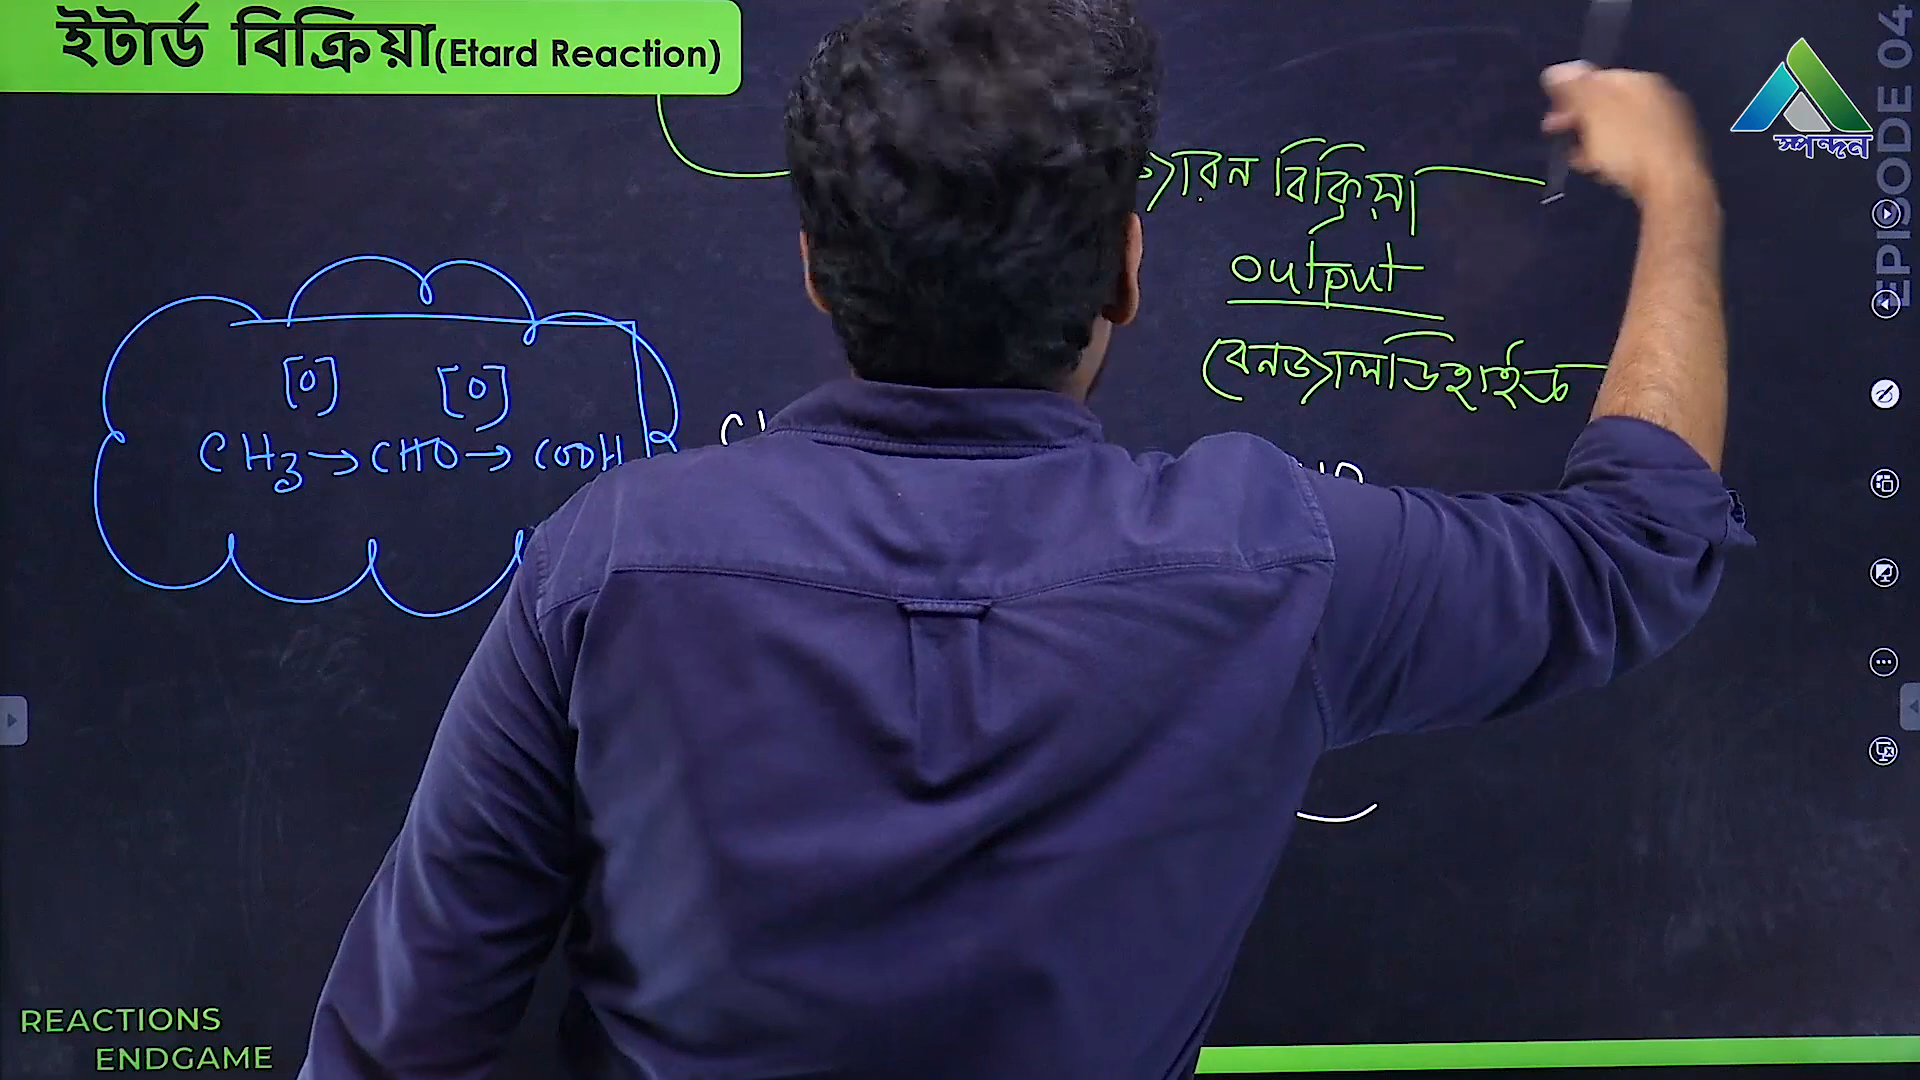 ইটার্ড বিক্রিয়া(Etard Reaction)
স্পন্দন
EPISODE 04
জারন বিক্রিয়া
output
বেনজালডিহাইড
[O] [O]
CH3→CHO→COOH
REACTIONS
ENDGAME